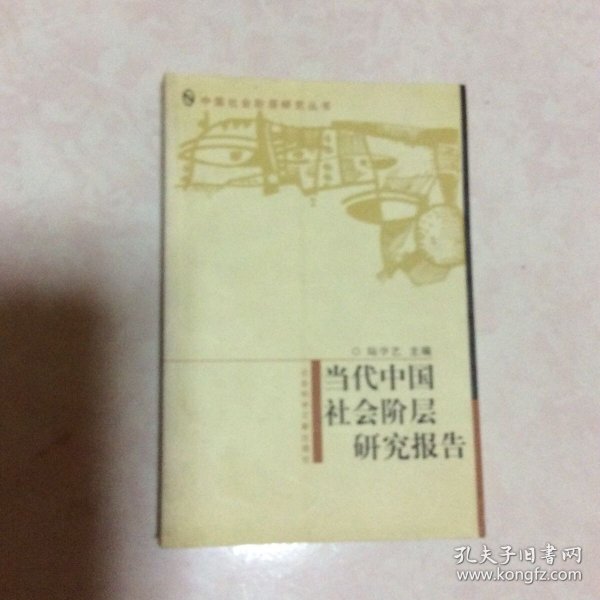 中国社会阶层研究丛书
陆学艺 主编
当代中国
社会阶层
研究报告
社会科学文献出版社
孔夫子旧书网
www.kongfz.com